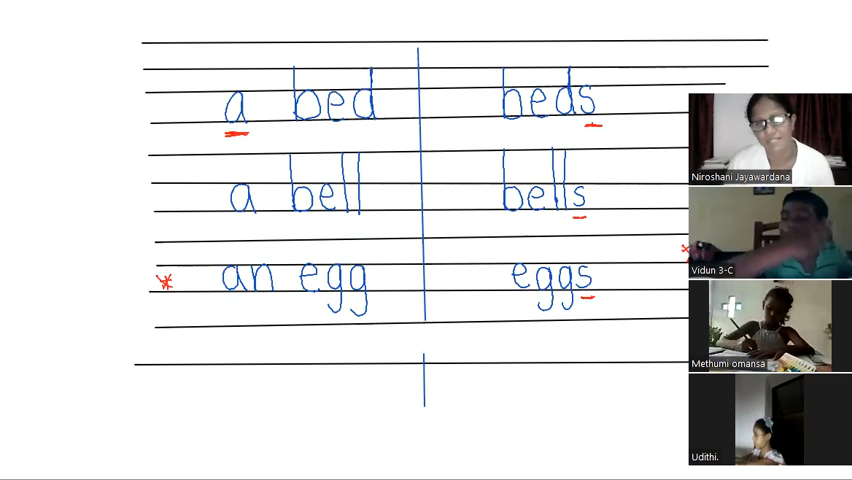 a bed beds
a bell bells
* an egg eggs *
Niroshani Jayawardana
Vidun 3-C
Methumi omansa
Udithi.